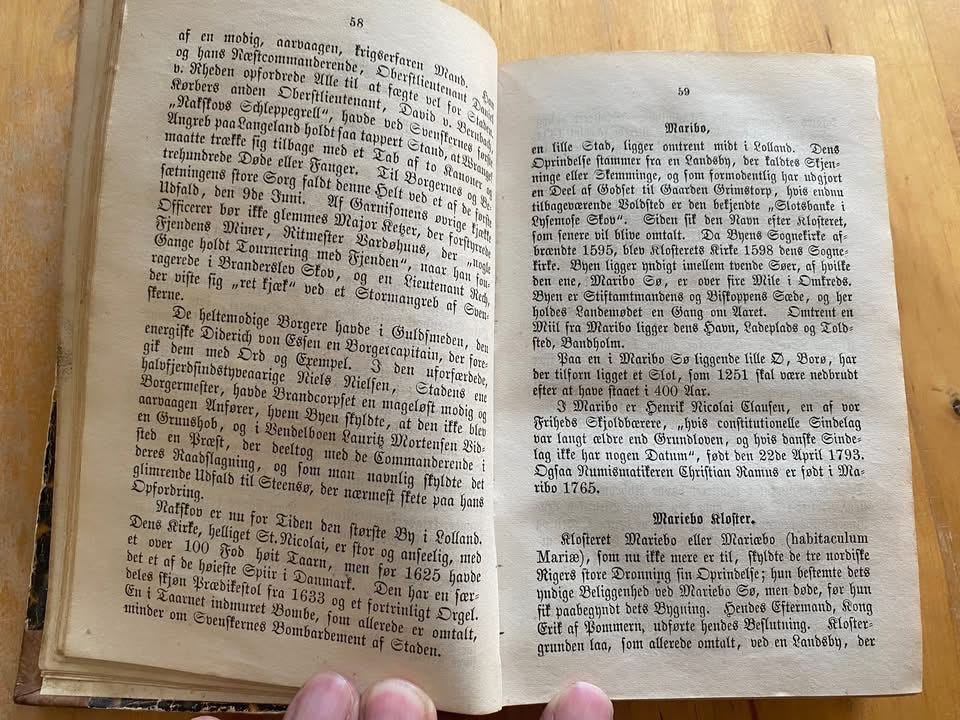 58
af en modig, aarvaagen, krigserfaren Mand. Han
og hans Næstcommanderende, Oberstlieutenant Daniel
v. Rheden opfordrede Alle til at fægte vel for Staden.
Kørbers anden Oberstlieutenant, David v. Bernbach,
„Nakskovs Schleppegrell“, havde ved Svenskernes første
Angreb paa Langeland holdt saa tappert Stand, at Wrangel
maatte trække sig tilbage med et Tab af to Kanoner og
trehundrede Døde eller Fanger. Til Borgernes og Be-
sætningens store Sorg faldt denne Helt ved et af de første
Udfald, den 9de Juni. Af Garnisonens øvrige kjække
Officerer bør ikke glemmes Major Ketzer, der forstyrrede
Fjendens Miner, Ritmester Vardøhuus, der „nogle
Gange holdt Tournering med Fjenden“, naar han fou-
ragerede i Branderslev Skov, og en Lieutenant Rech,
der viste sig „ret kjæk“ ved et Stormangreb af Sven-
skerne.
De heltemodige Borgere havde i Guldsmeden, den
energiske Diderich von Essen en Borgercapitain, der fore-
gik dem med Ord og Exempel. I den uforfærdede,
halvfjerdsindstyveaarige Niels Nielsen, Stadens ene
Borgermester, havde Brandcorpset en mageløst modig og
aarvaagen Anfører, hvem Byen skyldte, at den ikke blev
en Gruushob, og i Vendelboen Lauritz Mortensen Vid-
sted en Præst, der deeltog med de Commanderende i
deres Raadslagning, og som man navnlig skyldte det
glimrende Udfald til Steensø, der nærmest skete paa hans
Opfordring.
Nakskov er nu for Tiden den største By i Lolland.
Dens Kirke, helliget St. Nicolai, er stor og anseelig, med
et over 100 Fod høit Taarn, men før 1625 havde
det et af de høieste Spiir i Danmark. Den har en sær-
deles skjøn Prædikestol fra 1633 og et fortrinligt Orgel.
En i Taarnet indmuret Bombe, som allerede er omtalt,
minder om Svenskernes Bombardement af Staden.
59
Maribo,
en lille Stad, ligger omtrent midt i Lolland. Dens
Oprindelse stammer fra en Landsby, der kaldtes Skjen-
ninge eller Skemminge, og som formodentlig har udgjort
en Deel af Godset til Gaarden Grimstorp, hvis endnu
tilbageværende Voldsted er den bekjendte „Slotsbanke i
Lysemose Skov“. Siden fik den Navn efter Klosteret,
som senere vil blive omtalt. Da Byens Sognekirke af-
brændte 1595, blev Klosterets Kirke 1598 dens Sogne-
kirke. Byen ligger yndigt imellem tvende Søer, af hvilke
den ene, Maribo Sø, er over fire Mile i Omkreds.
Byen er Stiftamtmandens og Biskoppens Sæde, og her
holdes Landemødet en Gang om Aaret. Omtrent en
Miil fra Maribo ligger dens Havn, Ladeplads og Told-
sted, Bandholm.
Paa en i Maribo Sø liggende lille Ø, Borø, har
der tilforn ligget et Slot, som 1251 skal være nedbrudt
efter at have staaet i 400 Aar.
I Maribo er Henrik Nicolai Clausen, en af vor
Friheds Skjoldbærere, „hvis constitutionelle Sindelag
var langt ældre end Grundloven, og hvis danske Sinde-
lag ikke har nogen Datum“, født den 22de April 1793.
Ogsaa Numismatikeren Christian Ramus er født i Ma-
ribo 1765.
Mariebo Kloster.
Klosteret Mariebo eller Mariæbo (habitaculum
Mariæ), som nu ikke mere er til, skyldte de tre nordiske
Rigers store Dronning sin Oprindelse; hun bestemte dets
yndige Beliggenhed ved Mariebo Sø, men døde, før hun
fik paabegyndt dets Bygning. Hendes Eftermand, Kong
Erik af Pommern, udførte hendes Beslutning. Kloster-
grunden laa, som allerede omtalt, ved en Landsby, der